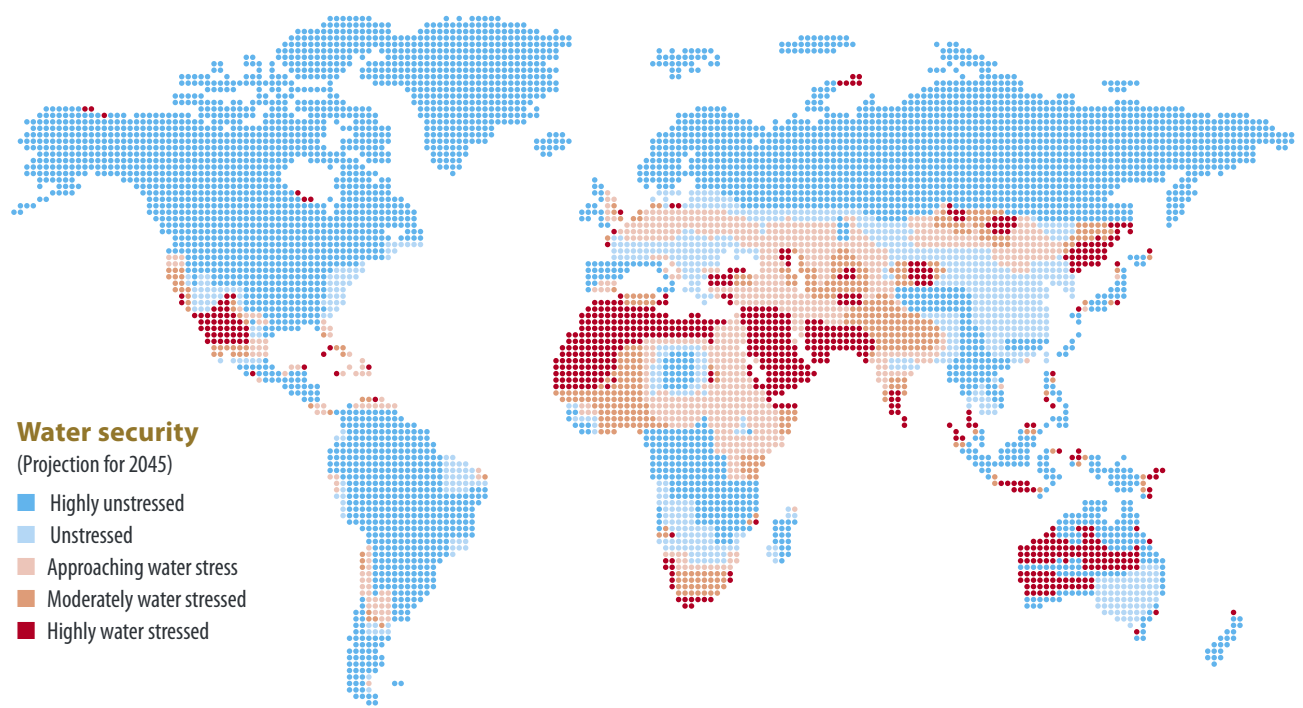 Water security
(Projection for 2045)
Highly unstressed
Unstressed
Approaching water stress
Moderately water stressed
Highly water stressed